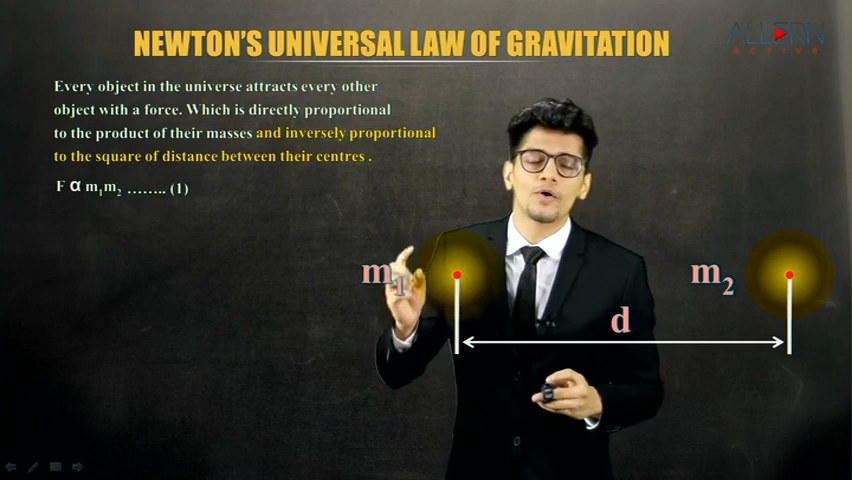 NEWTON'S UNIVERSAL LAW OF GRAVITATION
ALLERN
ACTIVE
Every object in the universe attracts every other
object with a force. Which is directly proportional
to the product of their masses and inversely proportional
to the square of distance between their centres .
F α m₁m₂ …….. (1)
m₁
m₂
d